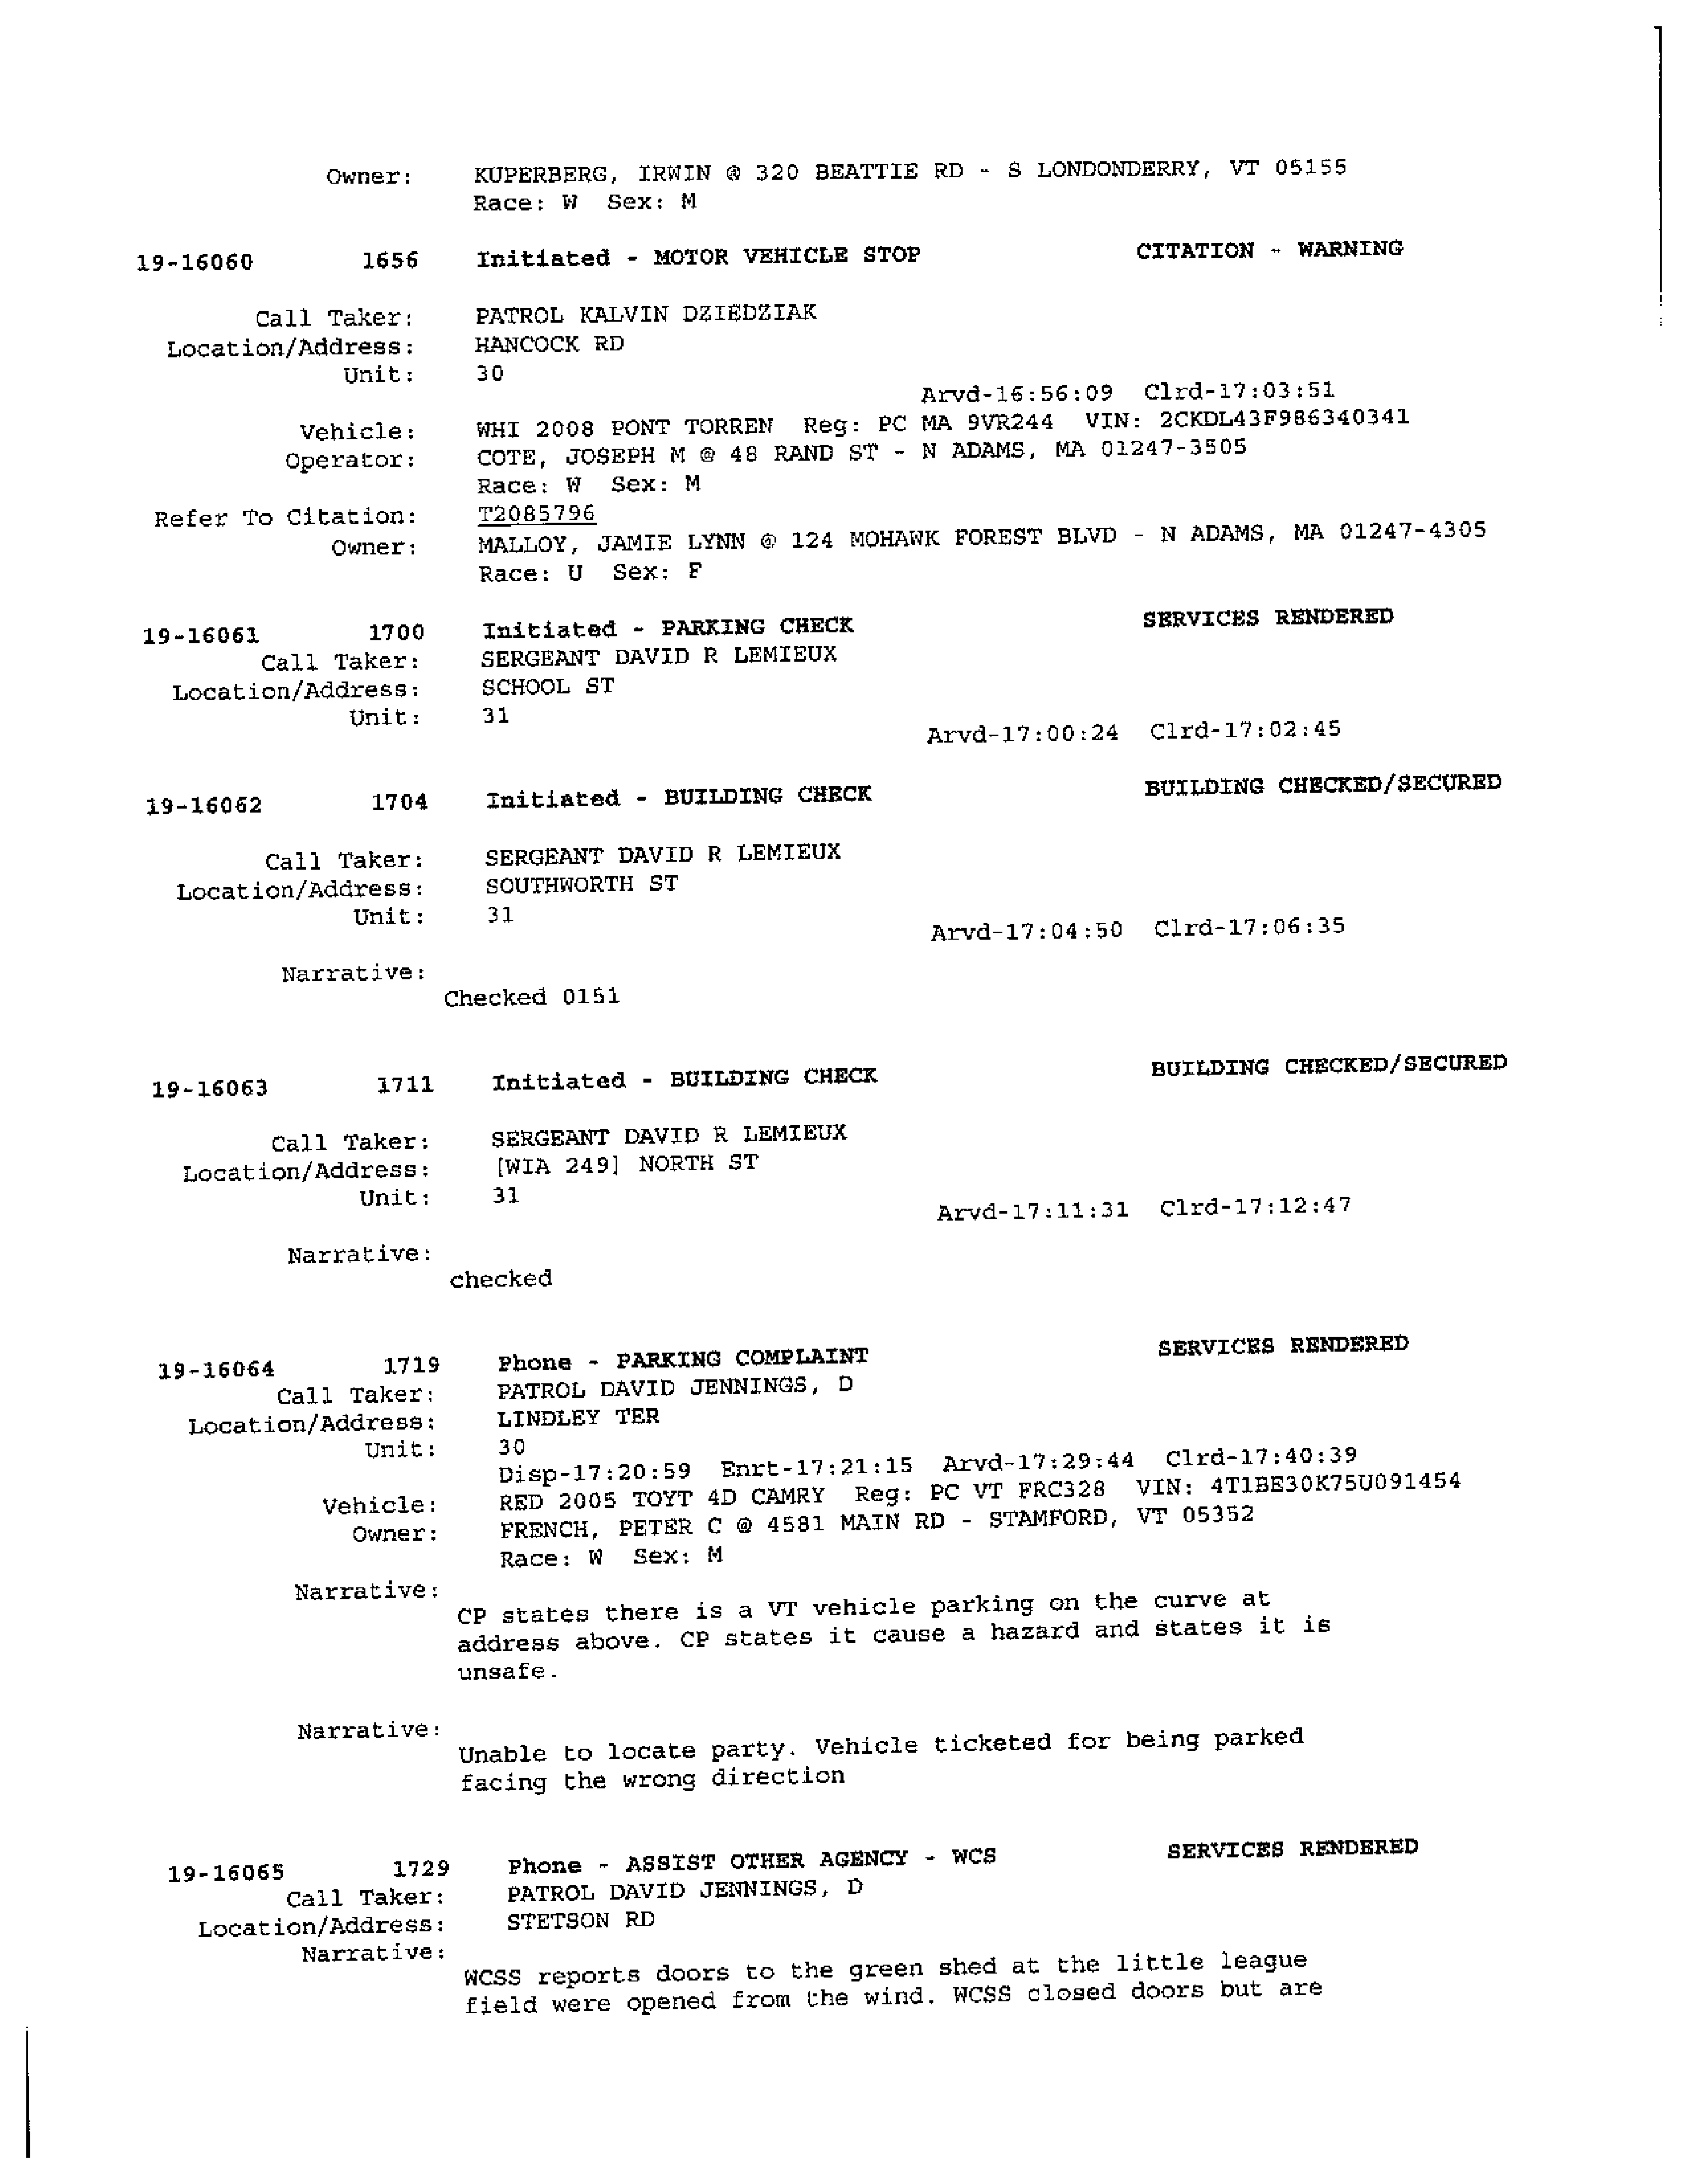 Owner: KUPERBERG, IRWIN @ 320 BEATTIE RD - S LONDONDERRY, VT 05155
Race: W Sex: M
19-16060 1656 Initiated - MOTOR VEHICLE STOP CITATION - WARNING
Call Taker: PATROL KALVIN DZIEDZIAK
Location/Address: HANCOCK RD
Unit: 30
Arvd-16:56:09 Clrd-17:03:51
Vehicle: WHI 2008 PONT TORREN Reg: PC MA 9VR244 VIN: 2CKDL43F986340341
Operator: COTE, JOSEPH M @ 48 RAND ST - N ADAMS, MA 01247-3505
Race: W Sex: M
Refer To Citation: T2085796
Owner: MALLOY, JAMIE LYNN @ 124 MOHAWK FOREST BLVD - N ADAMS, MA 01247-4305
Race: U Sex: F
19-16061 1700 Initiated - PARKING CHECK SERVICES RENDERED
Call Taker: SERGEANT DAVID R LEMIEUX
Location/Address: SCHOOL ST
Unit: 31
Arvd-17:00:24 Clrd-17:02:45
19-16062 1704 Initiated - BUILDING CHECK BUILDING CHECKED/SECURED
Call Taker: SERGEANT DAVID R LEMIEUX
Location/Address: SOUTHWORTH ST
Unit: 31
Arvd-17:04:50 Clrd-17:06:35
Narrative:
Checked 0151
19-16063 1711 Initiated - BUILDING CHECK BUILDING CHECKED/SECURED
Call Taker: SERGEANT DAVID R LEMIEUX
Location/Address: [WIA 249] NORTH ST
Unit: 31
Arvd-17:11:31 Clrd-17:12:47
Narrative:
checked
19-16064 1719 Phone - PARKING COMPLAINT SERVICES RENDERED
Call Taker: PATROL DAVID JENNINGS, D
Location/Address: LINDLEY TER
Unit: 30
Disp-17:20:59 Enrt-17:21:15 Arvd-17:29:44 Clrd-17:40:39
Vehicle: RED 2005 TOYT 4D CAMRY Reg: PC VT FRC328 VIN: 4T1BE30K75U091454
Owner: FRENCH, PETER C @ 4581 MAIN RD - STAMFORD, VT 05352
Race: W Sex: M
Narrative:
CP states there is a VT vehicle parking on the curve at
address above. CP states it cause a hazard and states it is
unsafe.
Narrative:
Unable to locate party. Vehicle ticketed for being parked
facing the wrong direction
19-16065 1729 Phone - ASSIST OTHER AGENCY - WCS SERVICES RENDERED
Call Taker: PATROL DAVID JENNINGS, D
Location/Address: STETSON RD
Narrative:
WCSS reports doors to the green shed at the little league
field were opened from the wind. WCSS closed doors but are